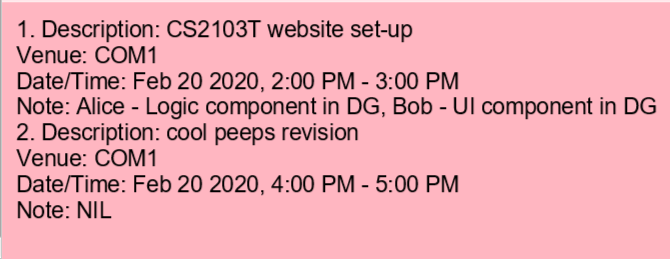 1. Description: CS2103T website set-up
Venue: COM1
Date/Time: Feb 20 2020, 2:00 PM - 3:00 PM
Note: Alice - Logic component in DG, Bob - UI component in DG
2. Description: cool peeps revision
Venue: COM1
Date/Time: Feb 20 2020, 4:00 PM - 5:00 PM
Note: NIL